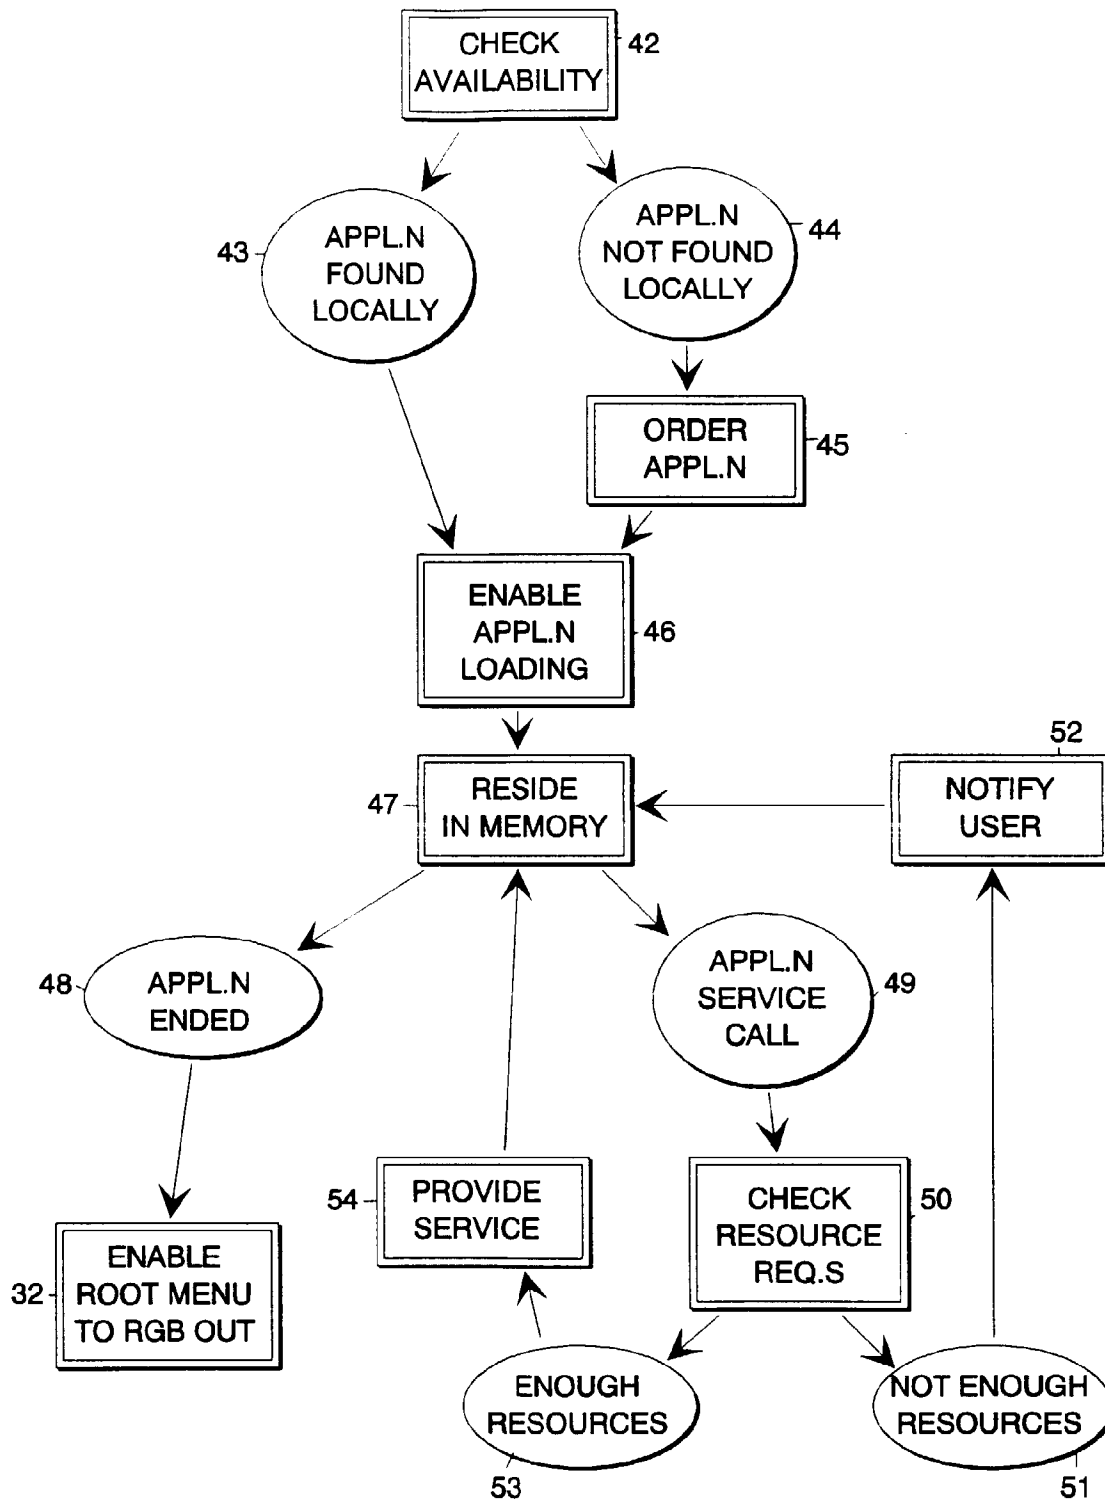 CHECK
AVAILABILITY
42
APPL.N
FOUND
LOCALLY
43
APPL.N
NOT FOUND
LOCALLY
44
ORDER
APPL.N
45
ENABLE
APPL.N
LOADING
46
RESIDE
IN MEMORY
47
52
NOTIFY
USER
48
APPL.N
ENDED
APPL.N
SERVICE
CALL
49
54
PROVIDE
SERVICE
CHECK
RESOURCE
REQ.S
50
32
ENABLE
ROOT MENU
TO RGB OUT
ENOUGH
RESOURCES
53
NOT ENOUGH
RESOURCES
51